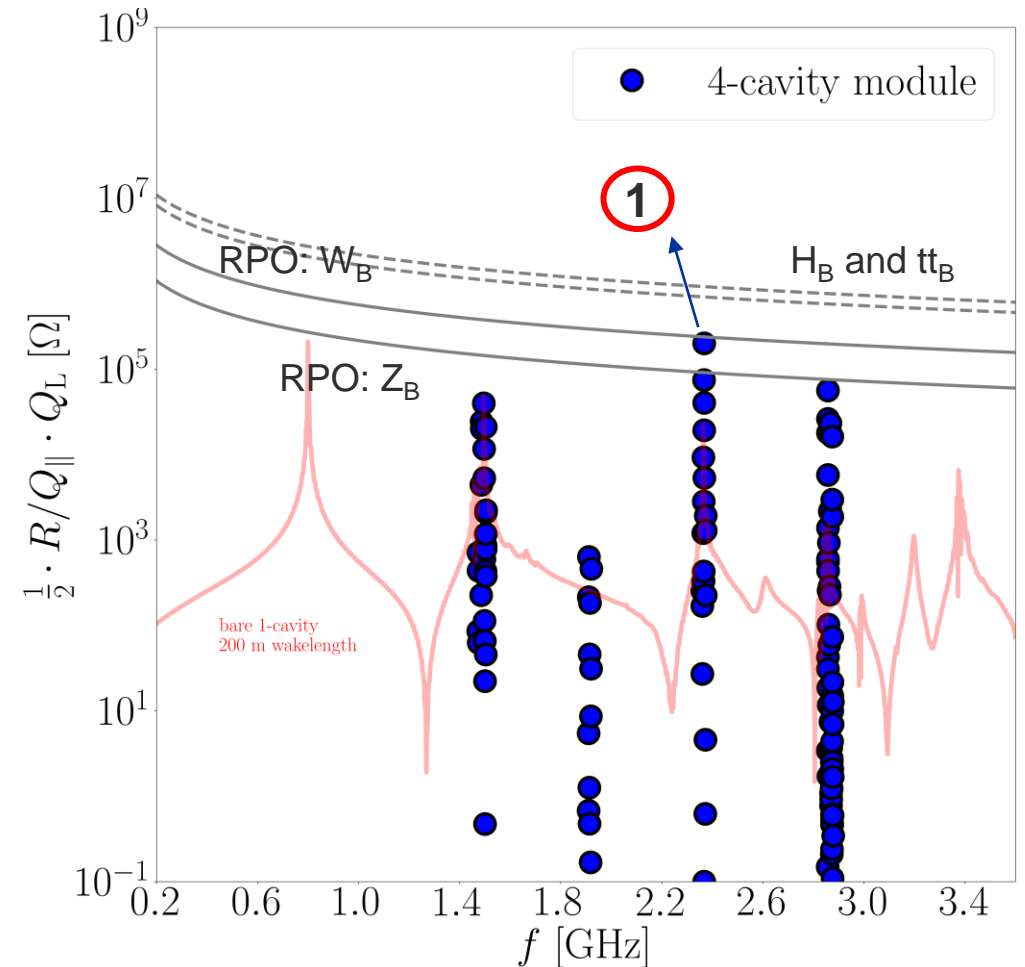 10^9
4-cavity module
10^7
1
RPO: W_B
H_B and tt_B
10^5
RPO: Z_B
10^3
bare 1-cavity
200 m wakelength
10^1
10^{-1}
0.2 0.6 1.0 1.4 1.8 2.2 2.6 3.0 3.4
f [GHz]
\frac{1}{2} · R/Q_∥ · Q_L [Ω]